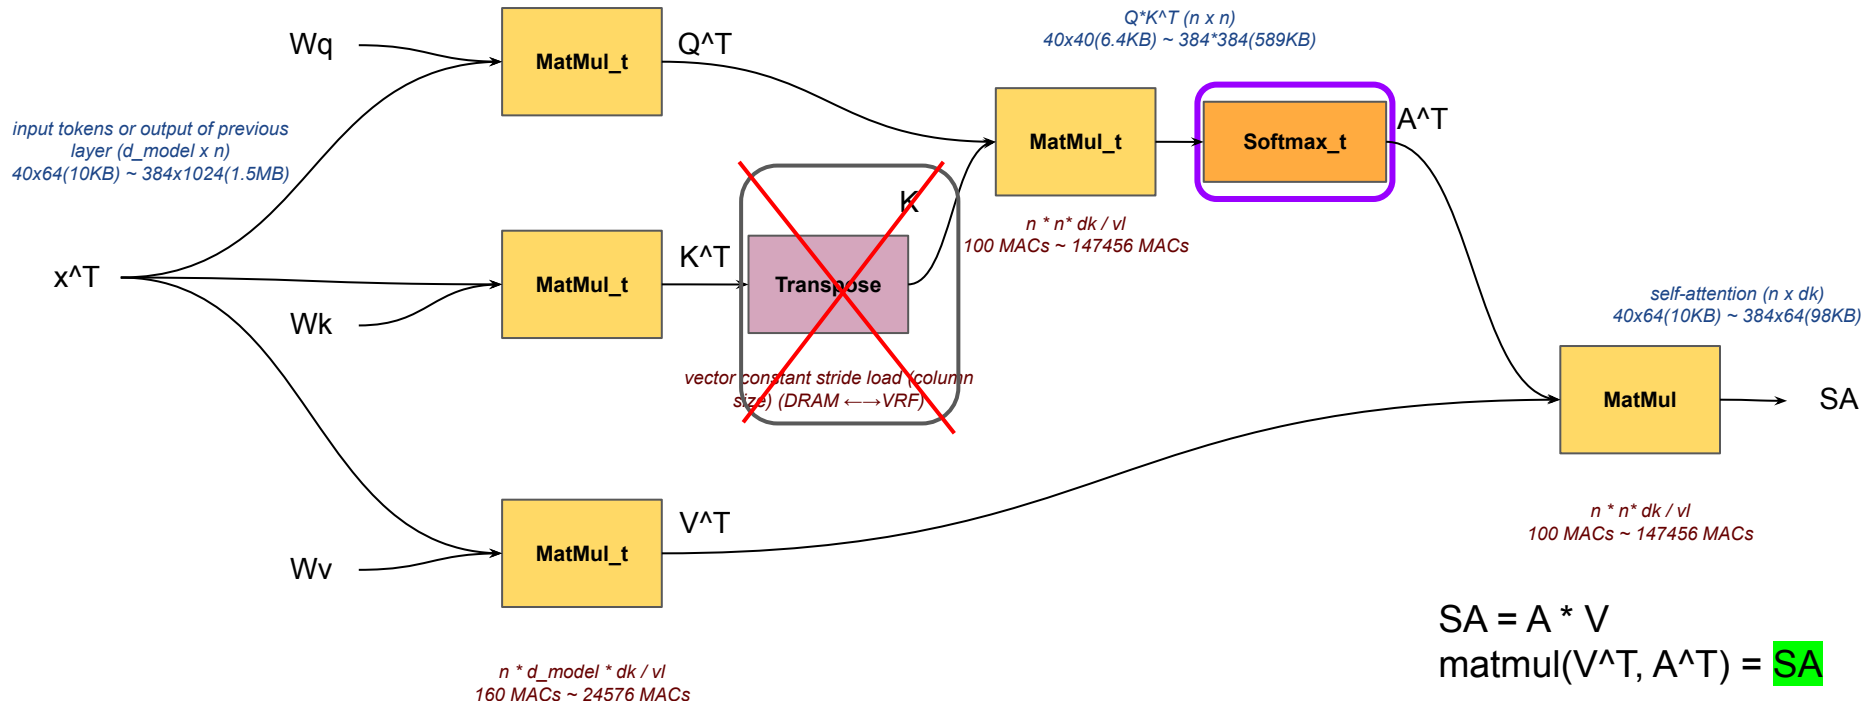 Wq
MatMul_t
Q^T
Q*K^T (n x n)
40x40(6.4KB) ~ 384*384(589KB)
input tokens or output of previous
layer (d_model x n)
40x64(10KB) ~ 384x1024(1.5MB)
MatMul_t
Softmax_t
A^T
K
n * n* dk / vl
100 MACs ~ 147456 MACs
x^T
Wk
MatMul_t
K^T
Transpose
vector constant stride load (column
size) (DRAM ←→VRF)
self-attention (n x dk)
40x64(10KB) ~ 384x64(98KB)
MatMul
SA
n * n* dk / vl
100 MACs ~ 147456 MACs
Wv
MatMul_t
V^T
n * d_model * dk / vl
160 MACs ~ 24576 MACs
SA = A * V
matmul(V^T, A^T) = SA